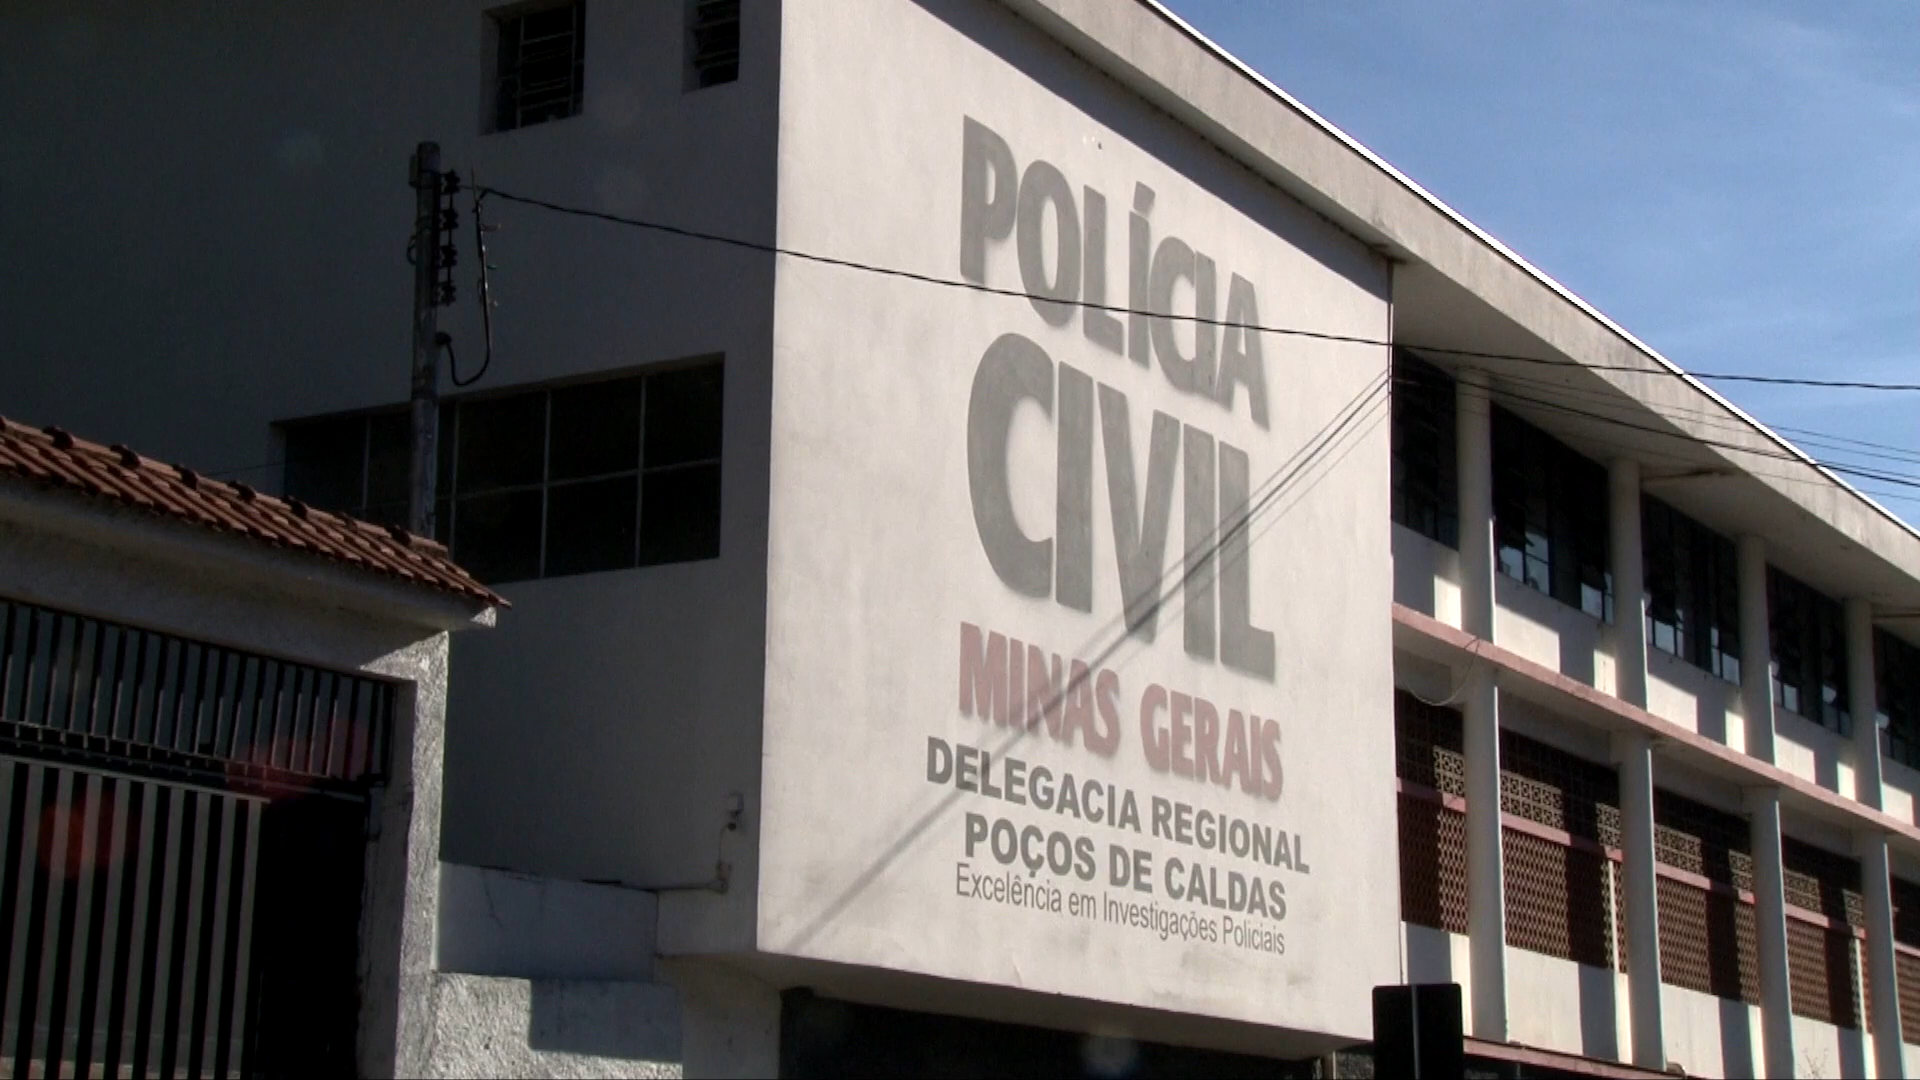 POLÍCIA
CIVIL
MINAS GERAIS
DELEGACIA REGIONAL
POÇOS DE CALDAS
Excelência em Investigações Policiais